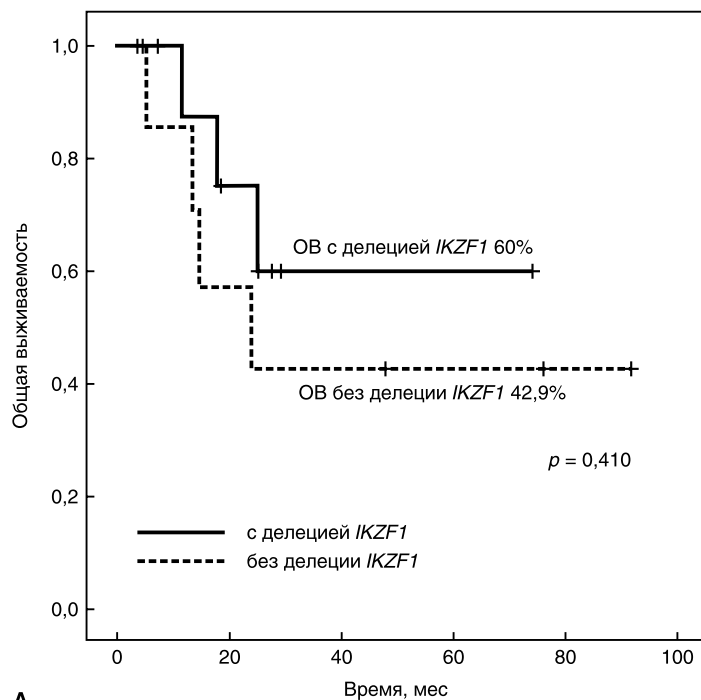 1,0
0,8
0,6
0,4
0,2
0,0
Общая выживаемость
ОВ с делецией IKZF1 60%
ОВ без делеции IKZF1 42,9%
p = 0,410
с делецией IKZF1
без делеции IKZF1
0 20 40 60 80 100
Время, мес
А